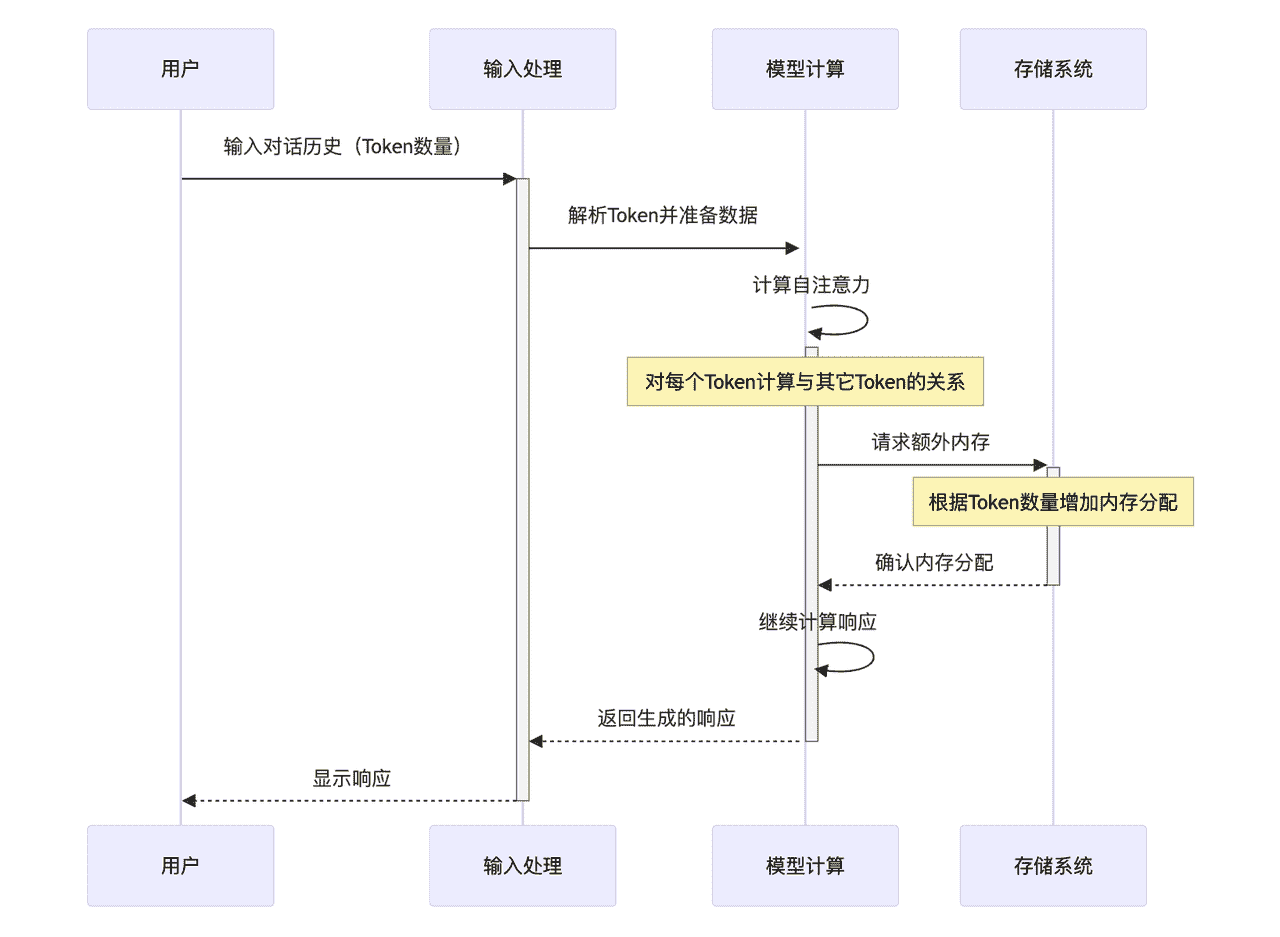 用户
输入处理
模型计算
存储系统
输入对话历史（Token数量）
解析Token并准备数据
计算自注意力
对每个Token计算与其它Token的关系
请求额外内存
根据Token数量增加内存分配
确认内存分配
继续计算响应
返回生成的响应
显示响应
用户
输入处理
模型计算
存储系统